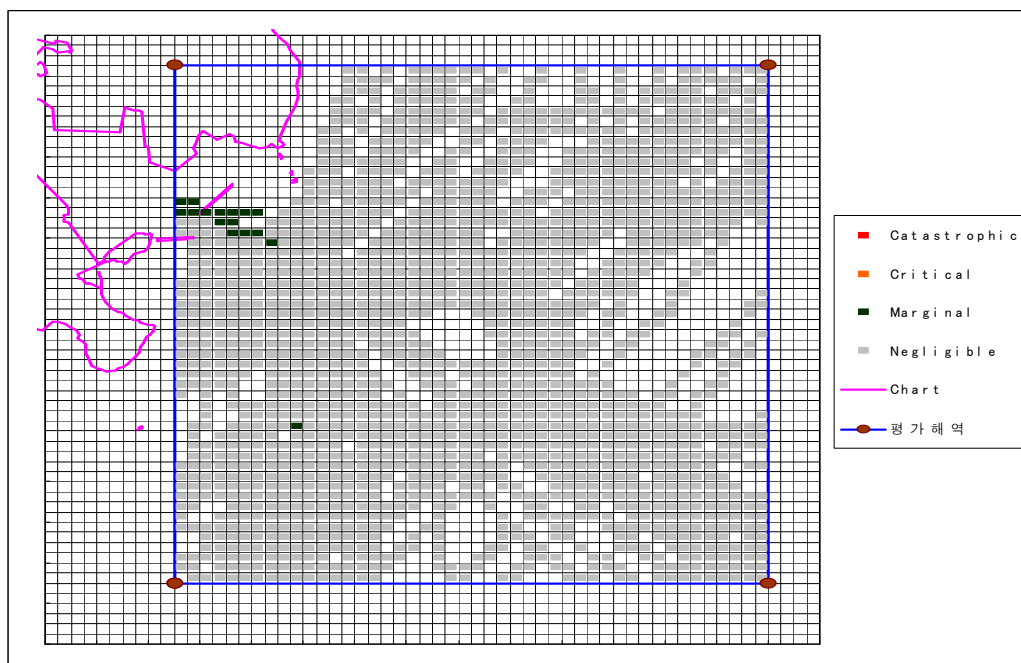 Catastrophic
Critical
Marginal
Negligible
Chart
평가해역